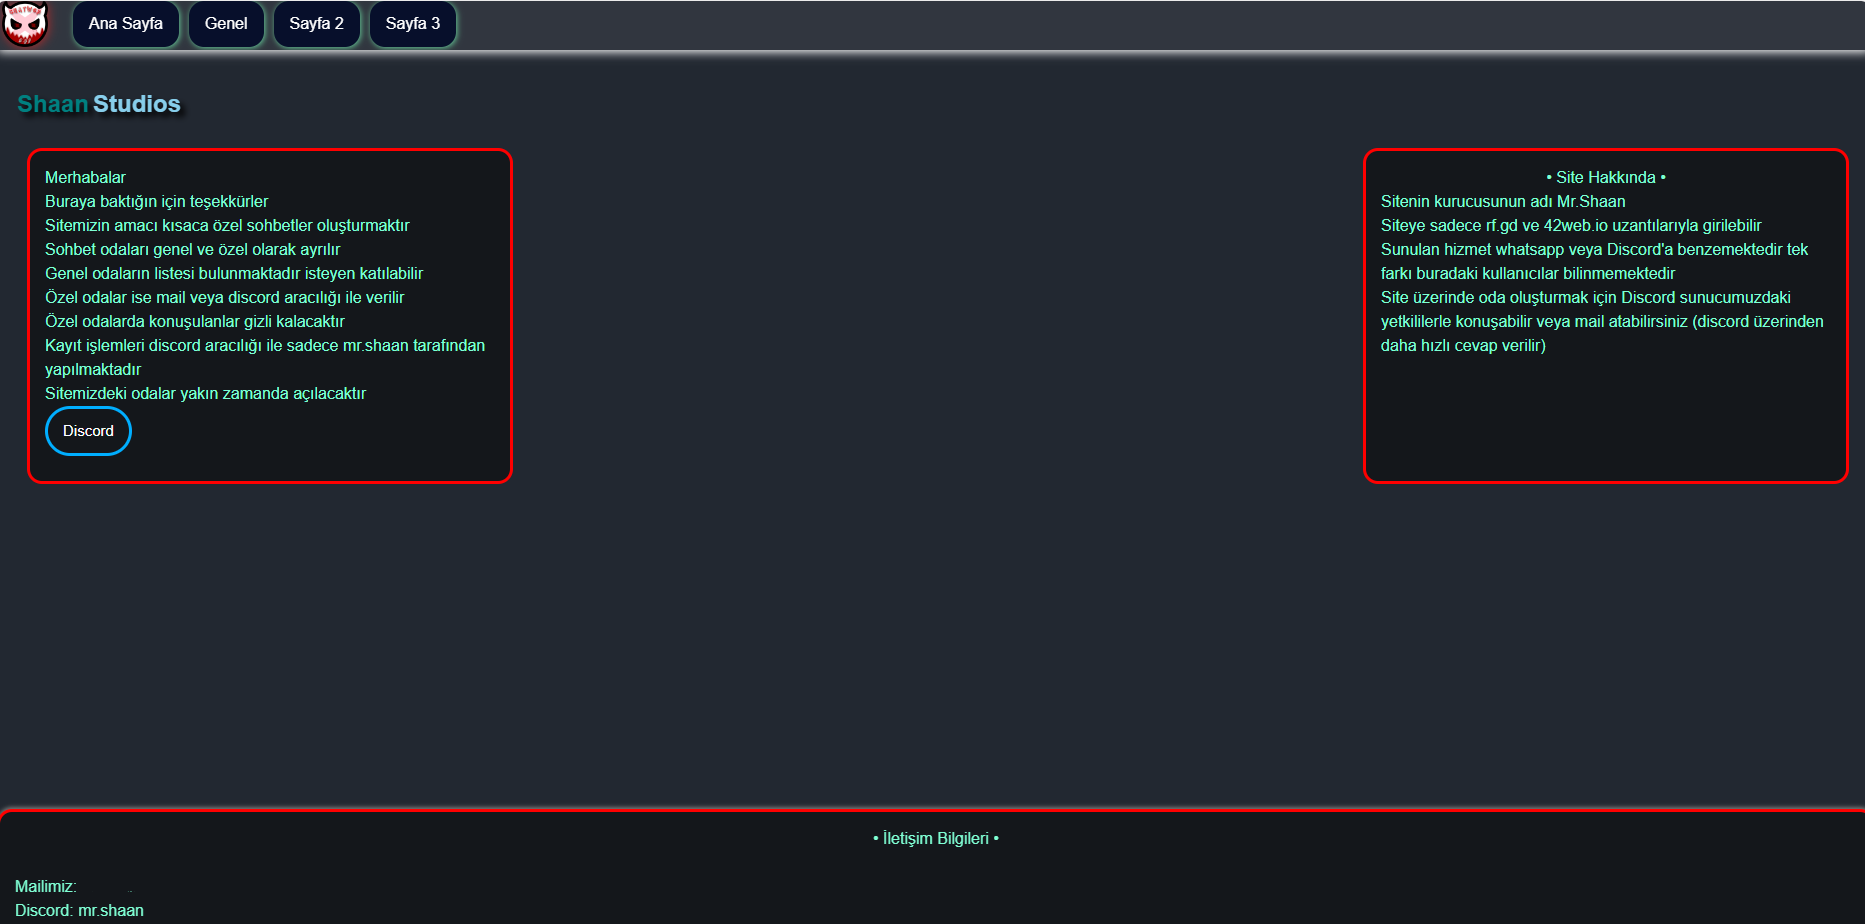 Ana Sayfa
Genel
Sayfa 2
Sayfa 3
Shaan Studios
Merhabalar
Buraya baktığın için teşekkürler
Sitemizin amacı kısaca özel sohbetler oluşturmaktır
Sohbet odaları genel ve özel olarak ayrılır
Genel odaların listesi bulunmaktadır isteyen katılabilir
Özel odalar ise mail veya discord aracılığı ile verilir
Özel odalarda konuşulanlar gizli kalacaktır
Kayıt işlemleri discord aracılığı ile sadece mr.shaan tarafından
yapılmaktadır
Sitemizdeki odalar yakın zamanda açılacaktır
Discord
• Site Hakkında •
Sitenin kurucusunun adı Mr.Shaan
Siteye sadece rf.gd ve 42web.io uzantılarıyla girilebilir
Sunulan hizmet whatsapp veya Discord'a benzemektedir tek
farkı buradaki kullanıcılar bilinmemektedir
Site üzerinde oda oluşturmak için Discord sunucumuzdaki
yetkililerle konuşabilir veya mail atabilirsiniz (discord üzerinden
daha hızlı cevap verilir)
• İletişim Bilgileri •
Mailimiz:
Discord: mr.shaan